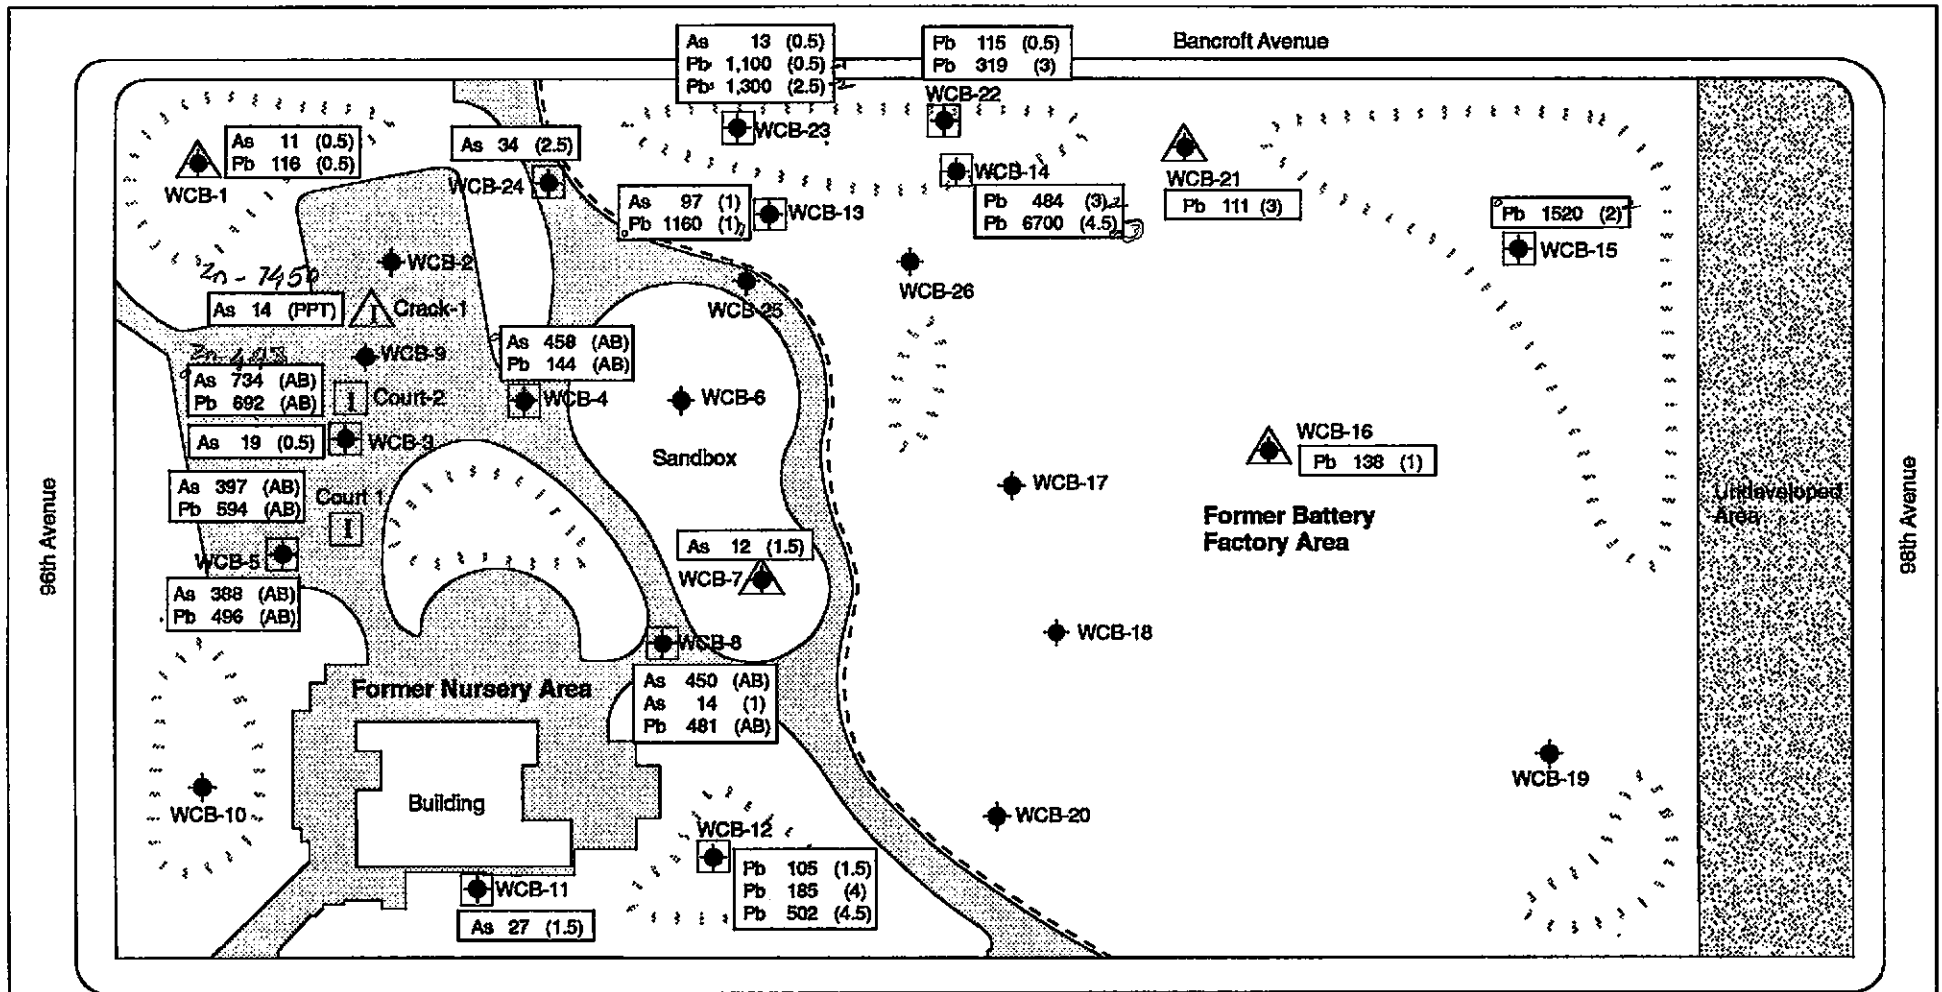 Bancroft Avenue
As 13 (0.5)
Pb 1,100 (0.5)
Pb 1,300 (2.5)
WCB-23
Pb 115 (0.5)
Pb 319 (3)
WCB-22
As 11 (0.5)
Pb 116 (0.5)
WCB-1
As 34 (2.5)
WCB-24
As 97 (1)
Pb 1160 (1)
WCB-13
WCB-14
Pb 484 (3)
Pb 6700 (4.5)
WCB-21
Pb 111 (3)
Pb 1520 (2)
WCB-15
WCB-2
Zn - 7450
As 14 (PPT)
Crack-1
WCB-25
WCB-26
WCB-9
As 458 (AB)
Pb 144 (AB)
WCB-4
As 734 (AB)
Pb 692 (AB)
Court-2
WCB-6
As 19 (0.5)
WCB-3
Sandbox
WCB-16
Pb 138 (1)
As 397 (AB)
Pb 594 (AB)
Court 1
WCB-17
Former Battery
Factory Area
Undeveloped
Area
96th Avenue
98th Avenue
WCB-5
As 388 (AB)
Pb 496 (AB)
As 12 (1.5)
WCB-7
WCB-8
As 450 (AB)
As 14 (1)
Pb 481 (AB)
WCB-18
Former Nursery Area
Building
WCB-10
WCB-19
WCB-20
WCB-12
Pb 105 (1.5)
Pb 185 (4)
Pb 502 (4.5)
WCB-11
As 27 (1.5)